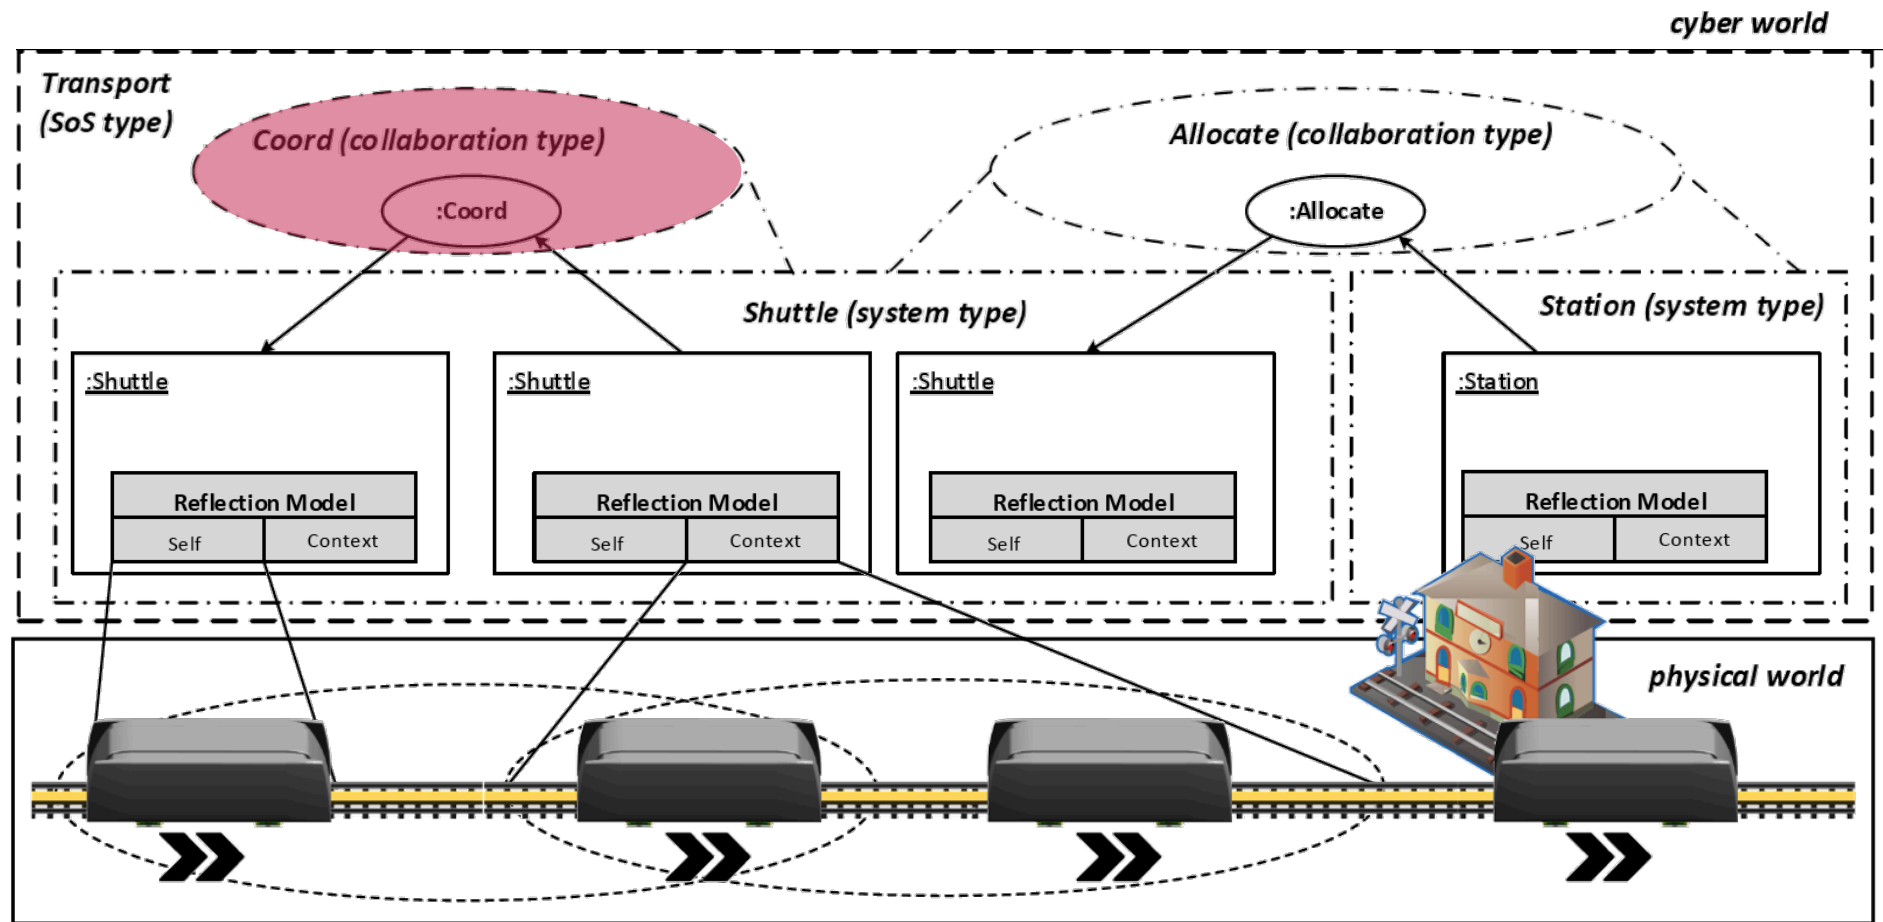 cyber world
Transport
(SoS type)
Coord (collaboration type)
Allocate (collaboration type)
:Coord
:Allocate
Shuttle (system type)
Station (system type)
:Shuttle
:Shuttle
:Shuttle
:Station
Reflection Model
Self
Context
Reflection Model
Self
Context
Reflection Model
Self
Context
Reflection Model
Self
Context
physical world